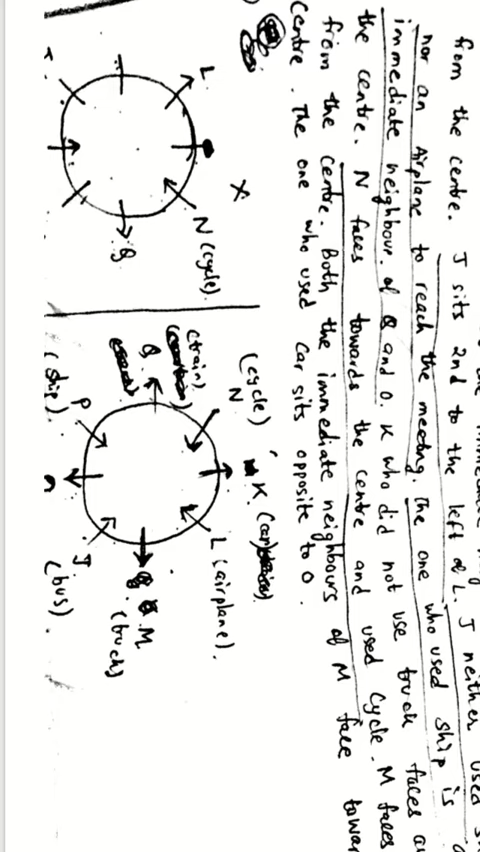 from the centre. J sits 2nd to the left of L. J neither used
nor an Airplane to reach the meeting. The one who used ship is
immediate neighbour of Q and O. K who did not use truck faces
the centre. N faces towards the centre and used cycle. M faces
from the centre. Both the immediate neighbours of M face
centre. The one who used car sits opposite to O.
L
X
N (cycle)
Q
(cycle)
N
K (car)
L (airplane)
(train)
Q
M
(truck)
P
(ship)
J
(bus)